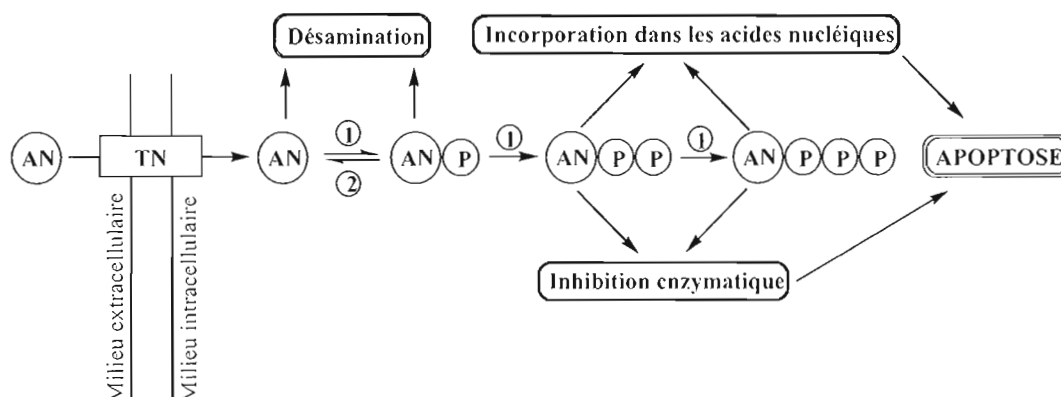 Désamination
Incorporation dans les acides nucléiques
AN
TN
AN
1
2
AN P
1
AN P P
1
AN P P P
APOPTOSE
Milieu extracellulaire
Milieu intracellulaire
Inhibition enzymatique